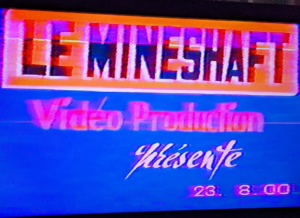 LE MINESHAFT
Vidéo Production
présente
23. 8.00